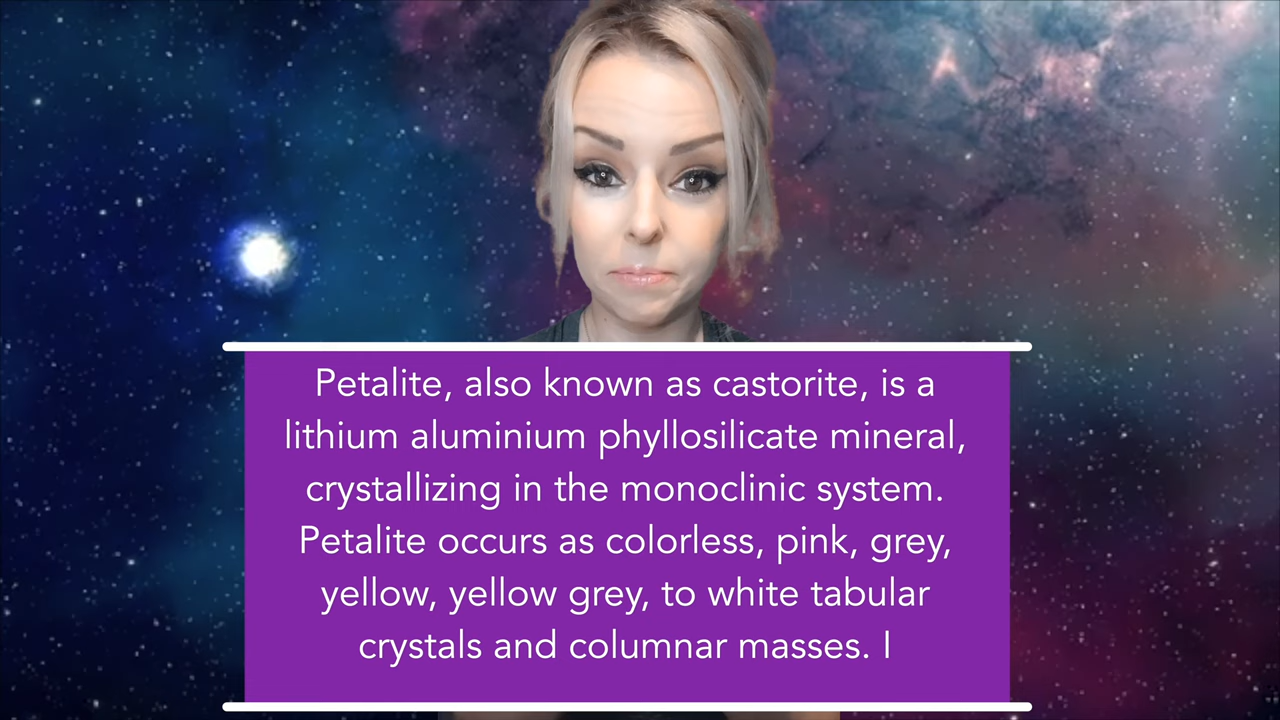 Petalite, also known as castorite, is a
lithium aluminium phyllosilicate mineral,
crystallizing in the monoclinic system.
Petalite occurs as colorless, pink, grey,
yellow, yellow grey, to white tabular
crystals and columnar masses. I